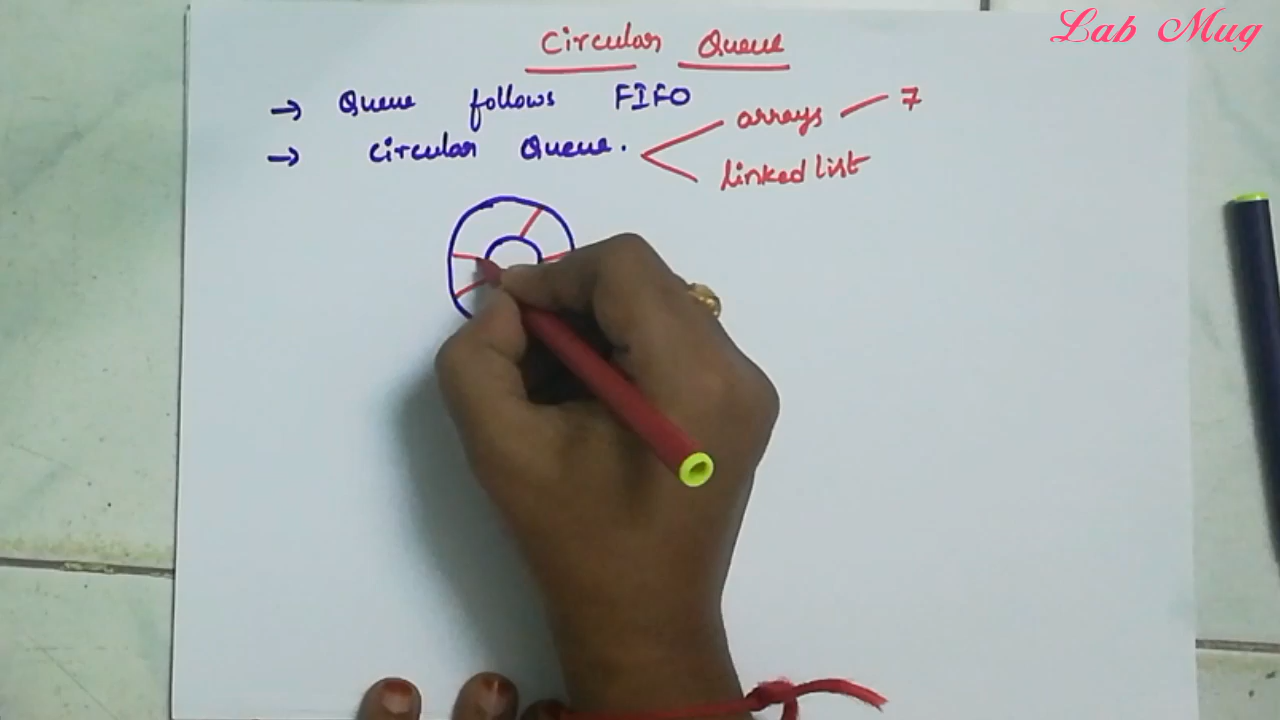 Lab Mug
Circular Queue
→ Queue follows FIFO
→ circular Queue.
arrays 7
linked list